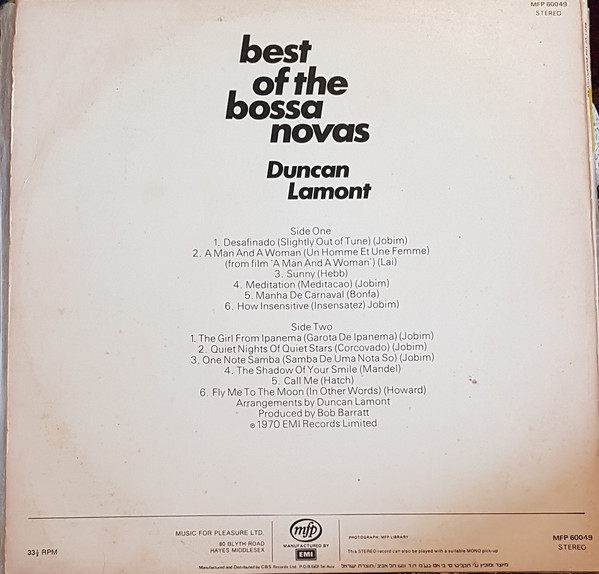 MFP 60049
STEREO
best
of the
bossa
novas
Duncan
Lamont
Side One
1. Desafinado (Slightly Out of Tune) (Jobim)
2. A Man And A Woman (Un Homme Et Une Femme)
(from film 'A Man And A Woman') (Lai)
3. Sunny (Hebb)
4. Meditation (Meditacao) (Jobim)
5. Manha De Carnaval (Bonfa)
6. How Insensitive (Insensatez) Jobim)
Side Two
1. The Girl From Ipanema (Garota De Ipanema) (Jobim)
2. Quiet Nights Of Quiet Stars (Corcovado) (Jobim)
3. One Note Samba (Samba De Uma Nota So) (Jobim)
4. The Shadow Of Your Smile (Mandel)
5. Call Me (Hatch)
6. Fly Me To The Moon (In Other Words) (Howard)
Arrangements by Duncan Lamont
Produced by Bob Barratt
℗ 1970 EMI Records Limited
33⅓ RPM
MUSIC FOR PLEASURE LTD.
80 BLYTH ROAD
HAYES MIDDLESEX
mfp
MANUFACTURED BY
EMI
PHOTOGRAPH: MFP LIBRARY
This STEREO record can also be played with a suitable MONO pick-up
MFP 60049
STEREO
Manufactured and Distributed by C.B.S. Records Ltd. P.O.B.